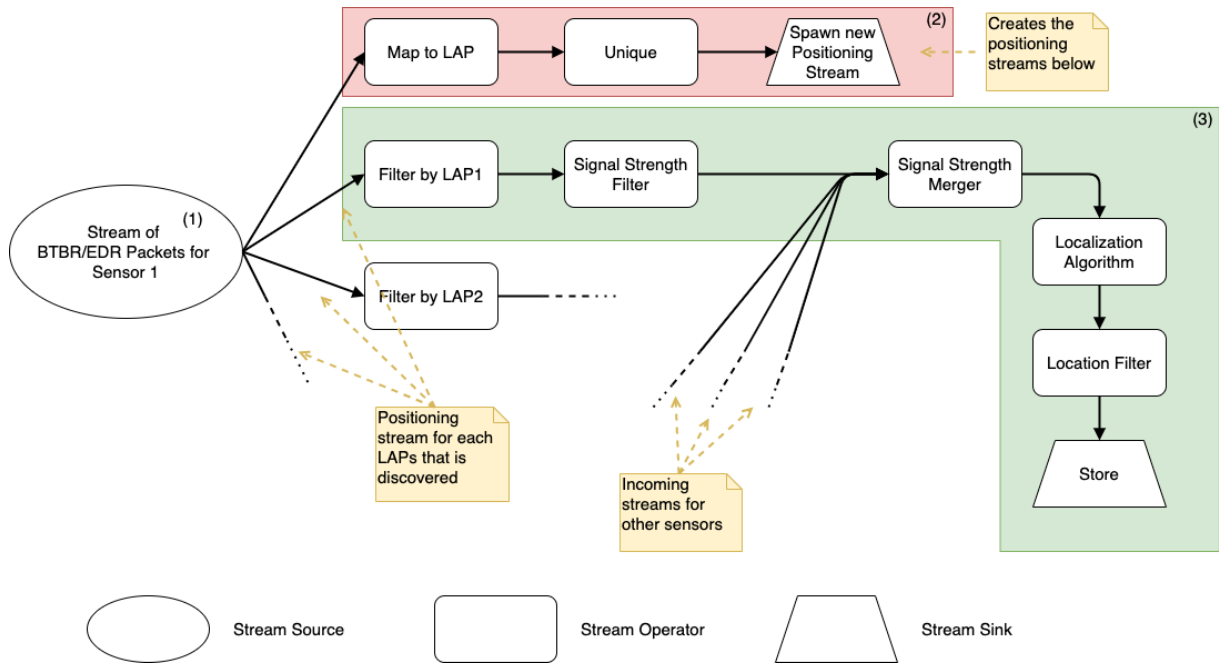 (2)
Map to LAP
Unique
Spawn new
Positioning
Stream
Creates the
positioning
streams below
(3)
Filter by LAP1
Signal Strength
Filter
Signal Strength
Merger
(1)
Stream of
BTBR/EDR Packets for
Sensor 1
Localization
Algorithm
Filter by LAP2
Location Filter
Positioning
stream for each
LAPs that is
discovered
Incoming
streams for
other sensors
Store
Stream Source
Stream Operator
Stream Sink